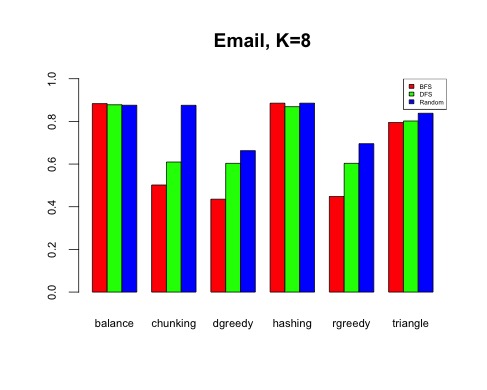 Email, K=8
BFS
DFS
Random
1.0
0.8
0.6
0.4
0.2
0.0
balance chunking dgreedy hashing rgreedy triangle